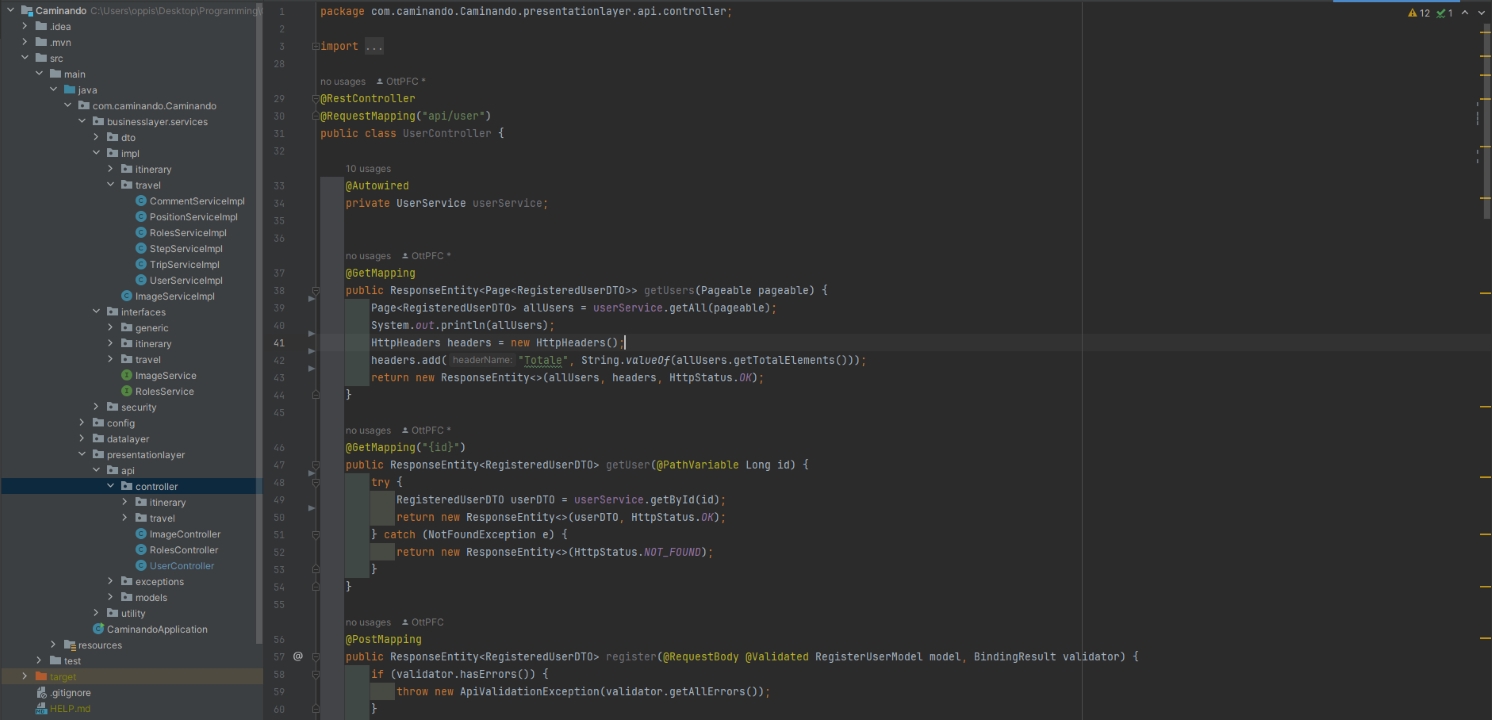 Caminando C:\Users\oppis\Desktop\Programming\
.idea
.mvn
src
main
java
com.caminando.Caminando
businesslayer.services
dto
impl
itinerary
travel
CommentServiceImpl
PositionServiceImpl
RolesServiceImpl
StepServiceImpl
TripServiceImpl
UserServiceImpl
ImageServiceImpl
interfaces
generic
itinerary
travel
ImageService
RolesService
security
config
datalayer
presentationlayer
api
controller
itinerary
travel
ImageController
RolesController
UserController
exceptions
models
utility
CaminandoApplication
resources
test
target
.gitignore
HELP.md
12 1
1 package com.caminando.Caminando.presentationlayer.api.controller;
2
3 import ...
28
no usages OttPFC *
29 @RestController
30 @RequestMapping("api/user")
31 public class UserController {
32
10 usages
33 @Autowired
34 private UserService userService;
35
36
no usages OttPFC *
37 @GetMapping
38 public ResponseEntity<Page<RegisteredUserDTO>> getUsers(Pageable pageable) {
39 Page<RegisteredUserDTO> allUsers = userService.getAll(pageable);
40 System.out.println(allUsers);
41 HttpHeaders headers = new HttpHeaders();
42 headers.add( headerName: "Totale", String.valueOf(allUsers.getTotalElements()));
43 return new ResponseEntity<>(allUsers, headers, HttpStatus.OK);
44 }
45
no usages OttPFC *
46 @GetMapping("{id}")
47 public ResponseEntity<RegisteredUserDTO> getUser(@PathVariable Long id) {
48 try {
49 RegisteredUserDTO userDTO = userService.getById(id);
50 return new ResponseEntity<>(userDTO, HttpStatus.OK);
51 } catch (NotFoundException e) {
52 return new ResponseEntity<>(HttpStatus.NOT_FOUND);
53 }
54 }
55
no usages OttPFC
56 @PostMapping
57 @ public ResponseEntity<RegisteredUserDTO> register(@RequestBody @Validated RegisterUserModel model, BindingResult validator) {
58 if (validator.hasErrors()) {
59 throw new ApiValidationException(validator.getAllErrors());
60 }